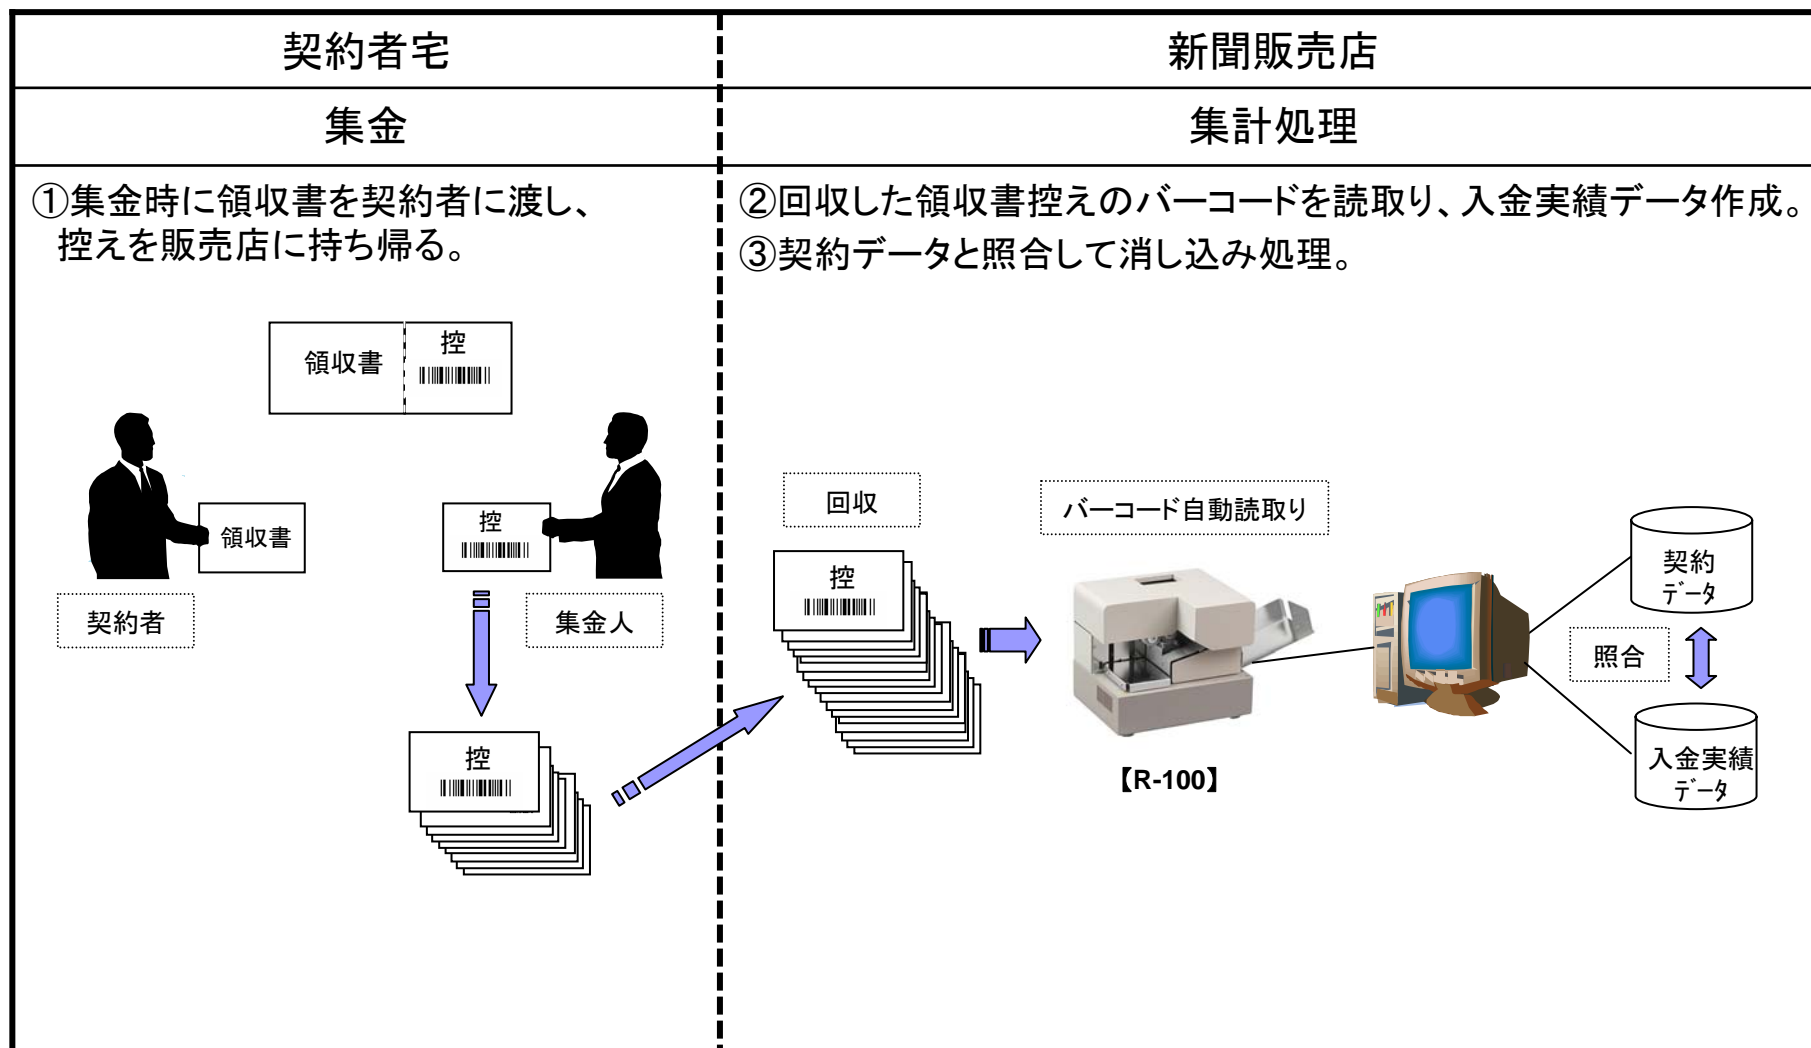 契約者宅
新聞販売店
集金
集計処理
①集金時に領収書を契約者に渡し、
控えを販売店に持ち帰る。
②回収した領収書控えのバーコードを読取り、入金実績データ作成。
③契約データと照合して消し込み処理。
領収書
控
領収書
控
契約者
集金人
控
回収
控
バーコード自動読取り
【R-100】
契約
データ
照合
入金実績
データ